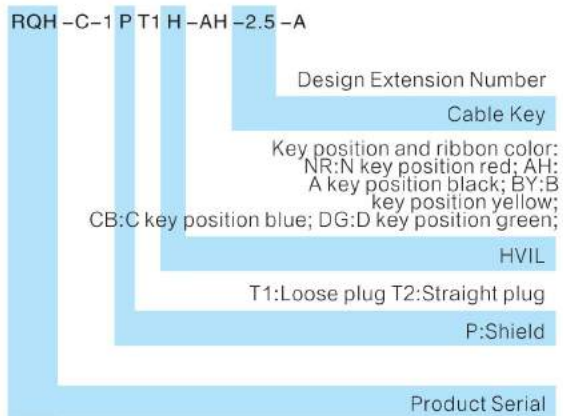 RQH –C–1 P T1 H –AH –2.5 –A
Design Extension Number
Cable Key
Key position and ribbon color:
NR:N key position red; AH:
A key position black; BY:B
key position yellow;
CB:C key position blue; DG:D key position green;
HVIL
T1:Loose plug T2:Straight plug
P:Shield
Product Serial